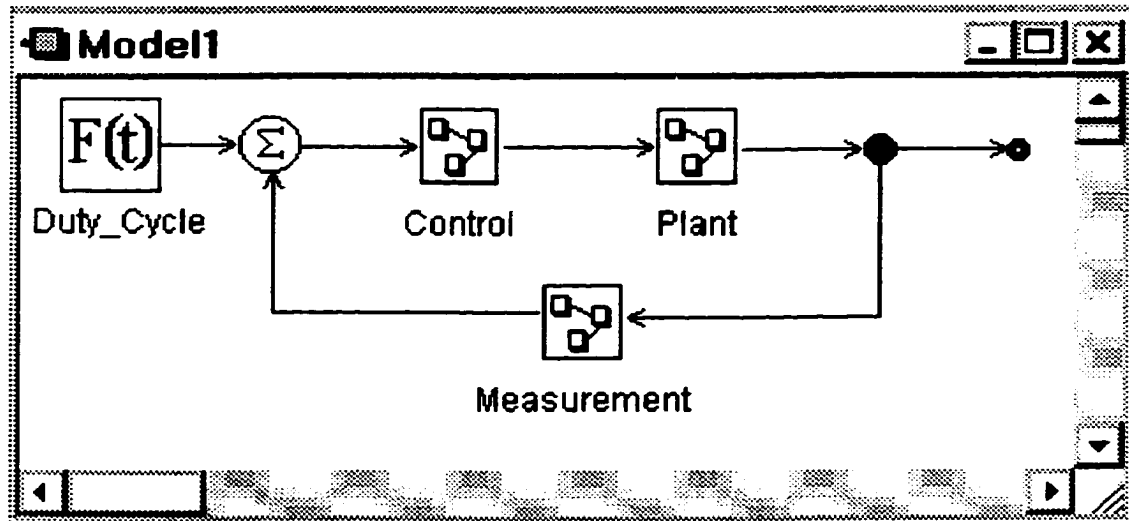 Model1
F(t)
Σ
Duty_Cycle
Control
Plant
Measurement